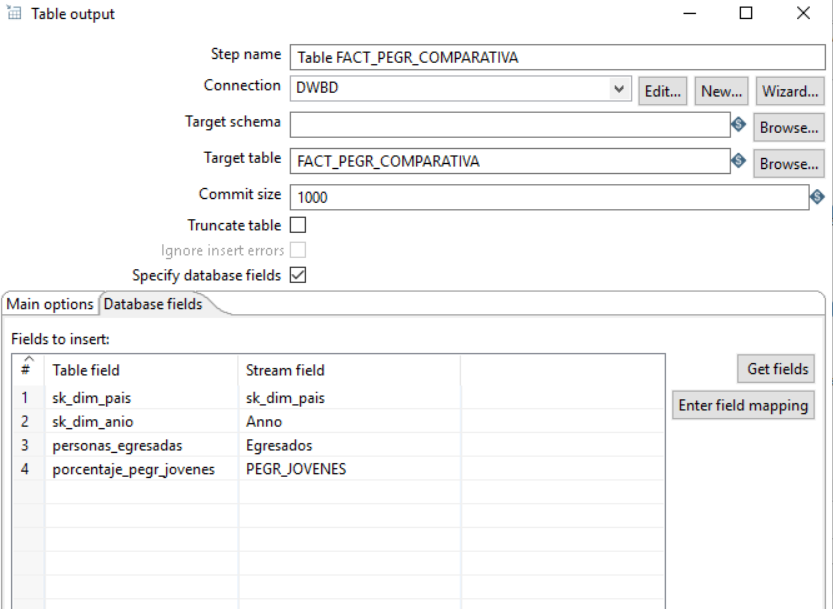 Table output
Step name Table FACT_PEGR_COMPARATIVA
Connection DWBD Edit... New... Wizard...
Target schema Browse...
Target table FACT_PEGR_COMPARATIVA Browse...
Commit size 1000
Truncate table
Ignore insert errors
Specify database fields
Main options Database fields
Fields to insert:
# Table field Stream field Get fields
1 sk_dim_pais sk_dim_pais Enter field mapping
2 sk_dim_anio Anno
3 personas_egresadas Egresados
4 porcentaje_pegr_jovenes PEGR_JOVENES